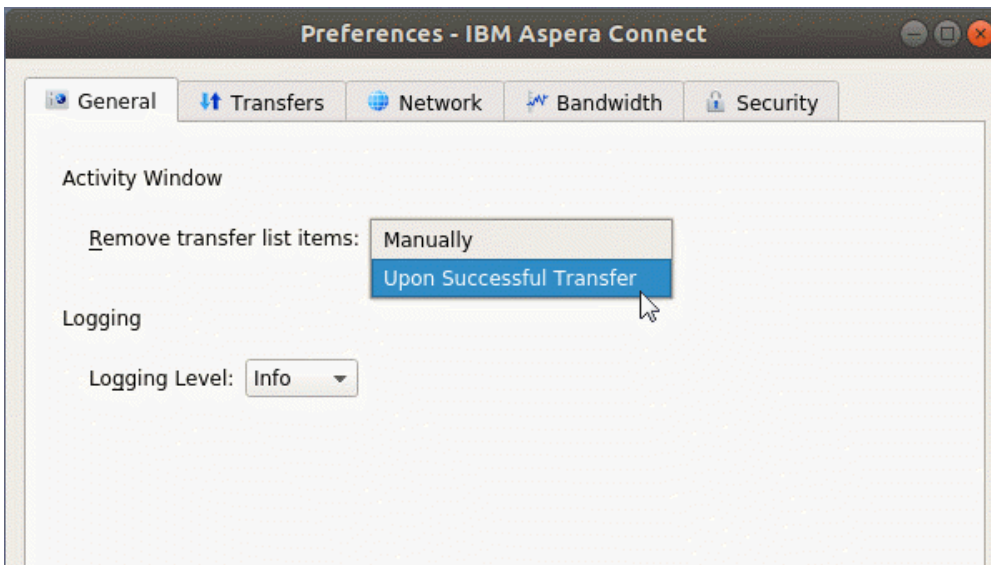 Preferences - IBM Aspera Connect
General Transfers Network Bandwidth Security
Activity Window
Remove transfer list items: Manually
Upon Successful Transfer
Logging
Logging Level: Info